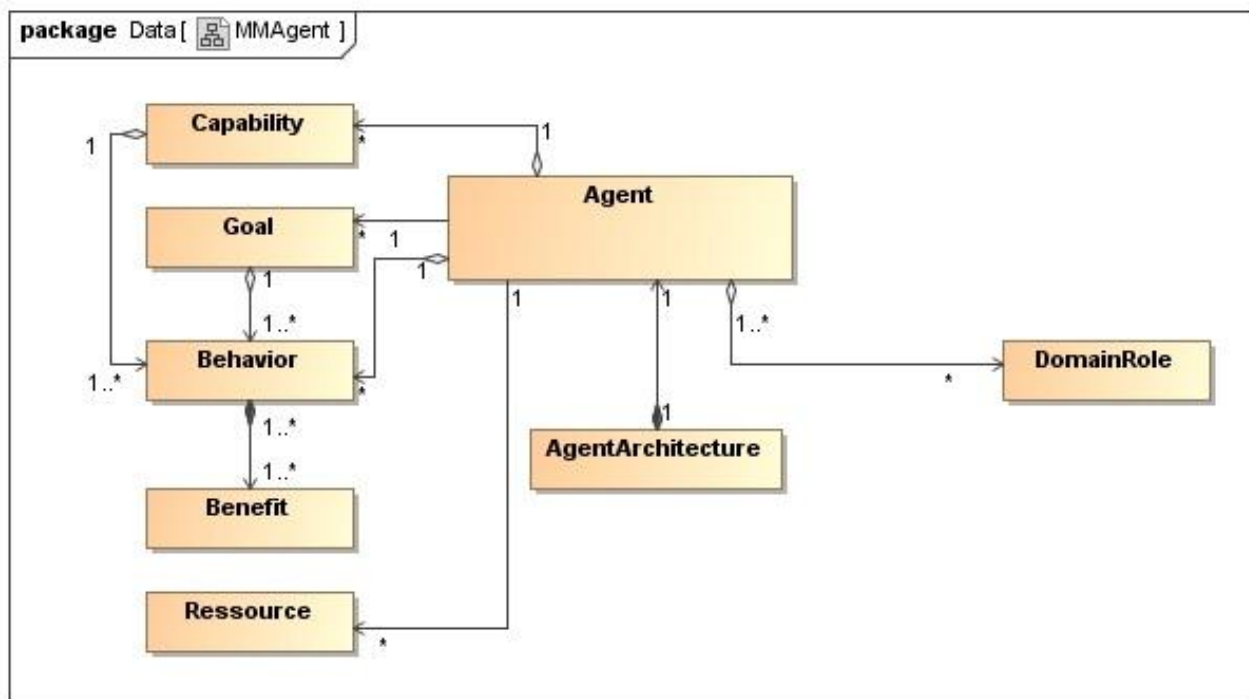 package Data [ MMAgent ]
Capability
1
*
1
Agent
Goal
*
1
1
1
1..*
1
1
1..*
Behavior
1..*
*
*
DomainRole
1..*
1
AgentArchitecture
1..*
Benefit
Ressource
*